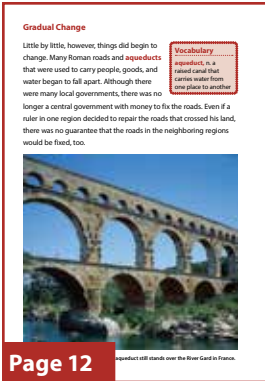 Gradual Change
Little by little, however, things did begin to
change. Many Roman roads and aqueducts
that were used to carry people, goods, and
water began to fall apart. Although there
were many local governments, there was no
longer a central government with money to fix the roads. Even if a
ruler in one region decided to repair the roads that crossed his land,
there was no guarantee that the roads in the neighboring regions
would be fixed, too.
Vocabulary
aqueduct, n. a
raised canal that
carries water from
one place to another
aqueduct still stands over the River Gard in France.
Page 12